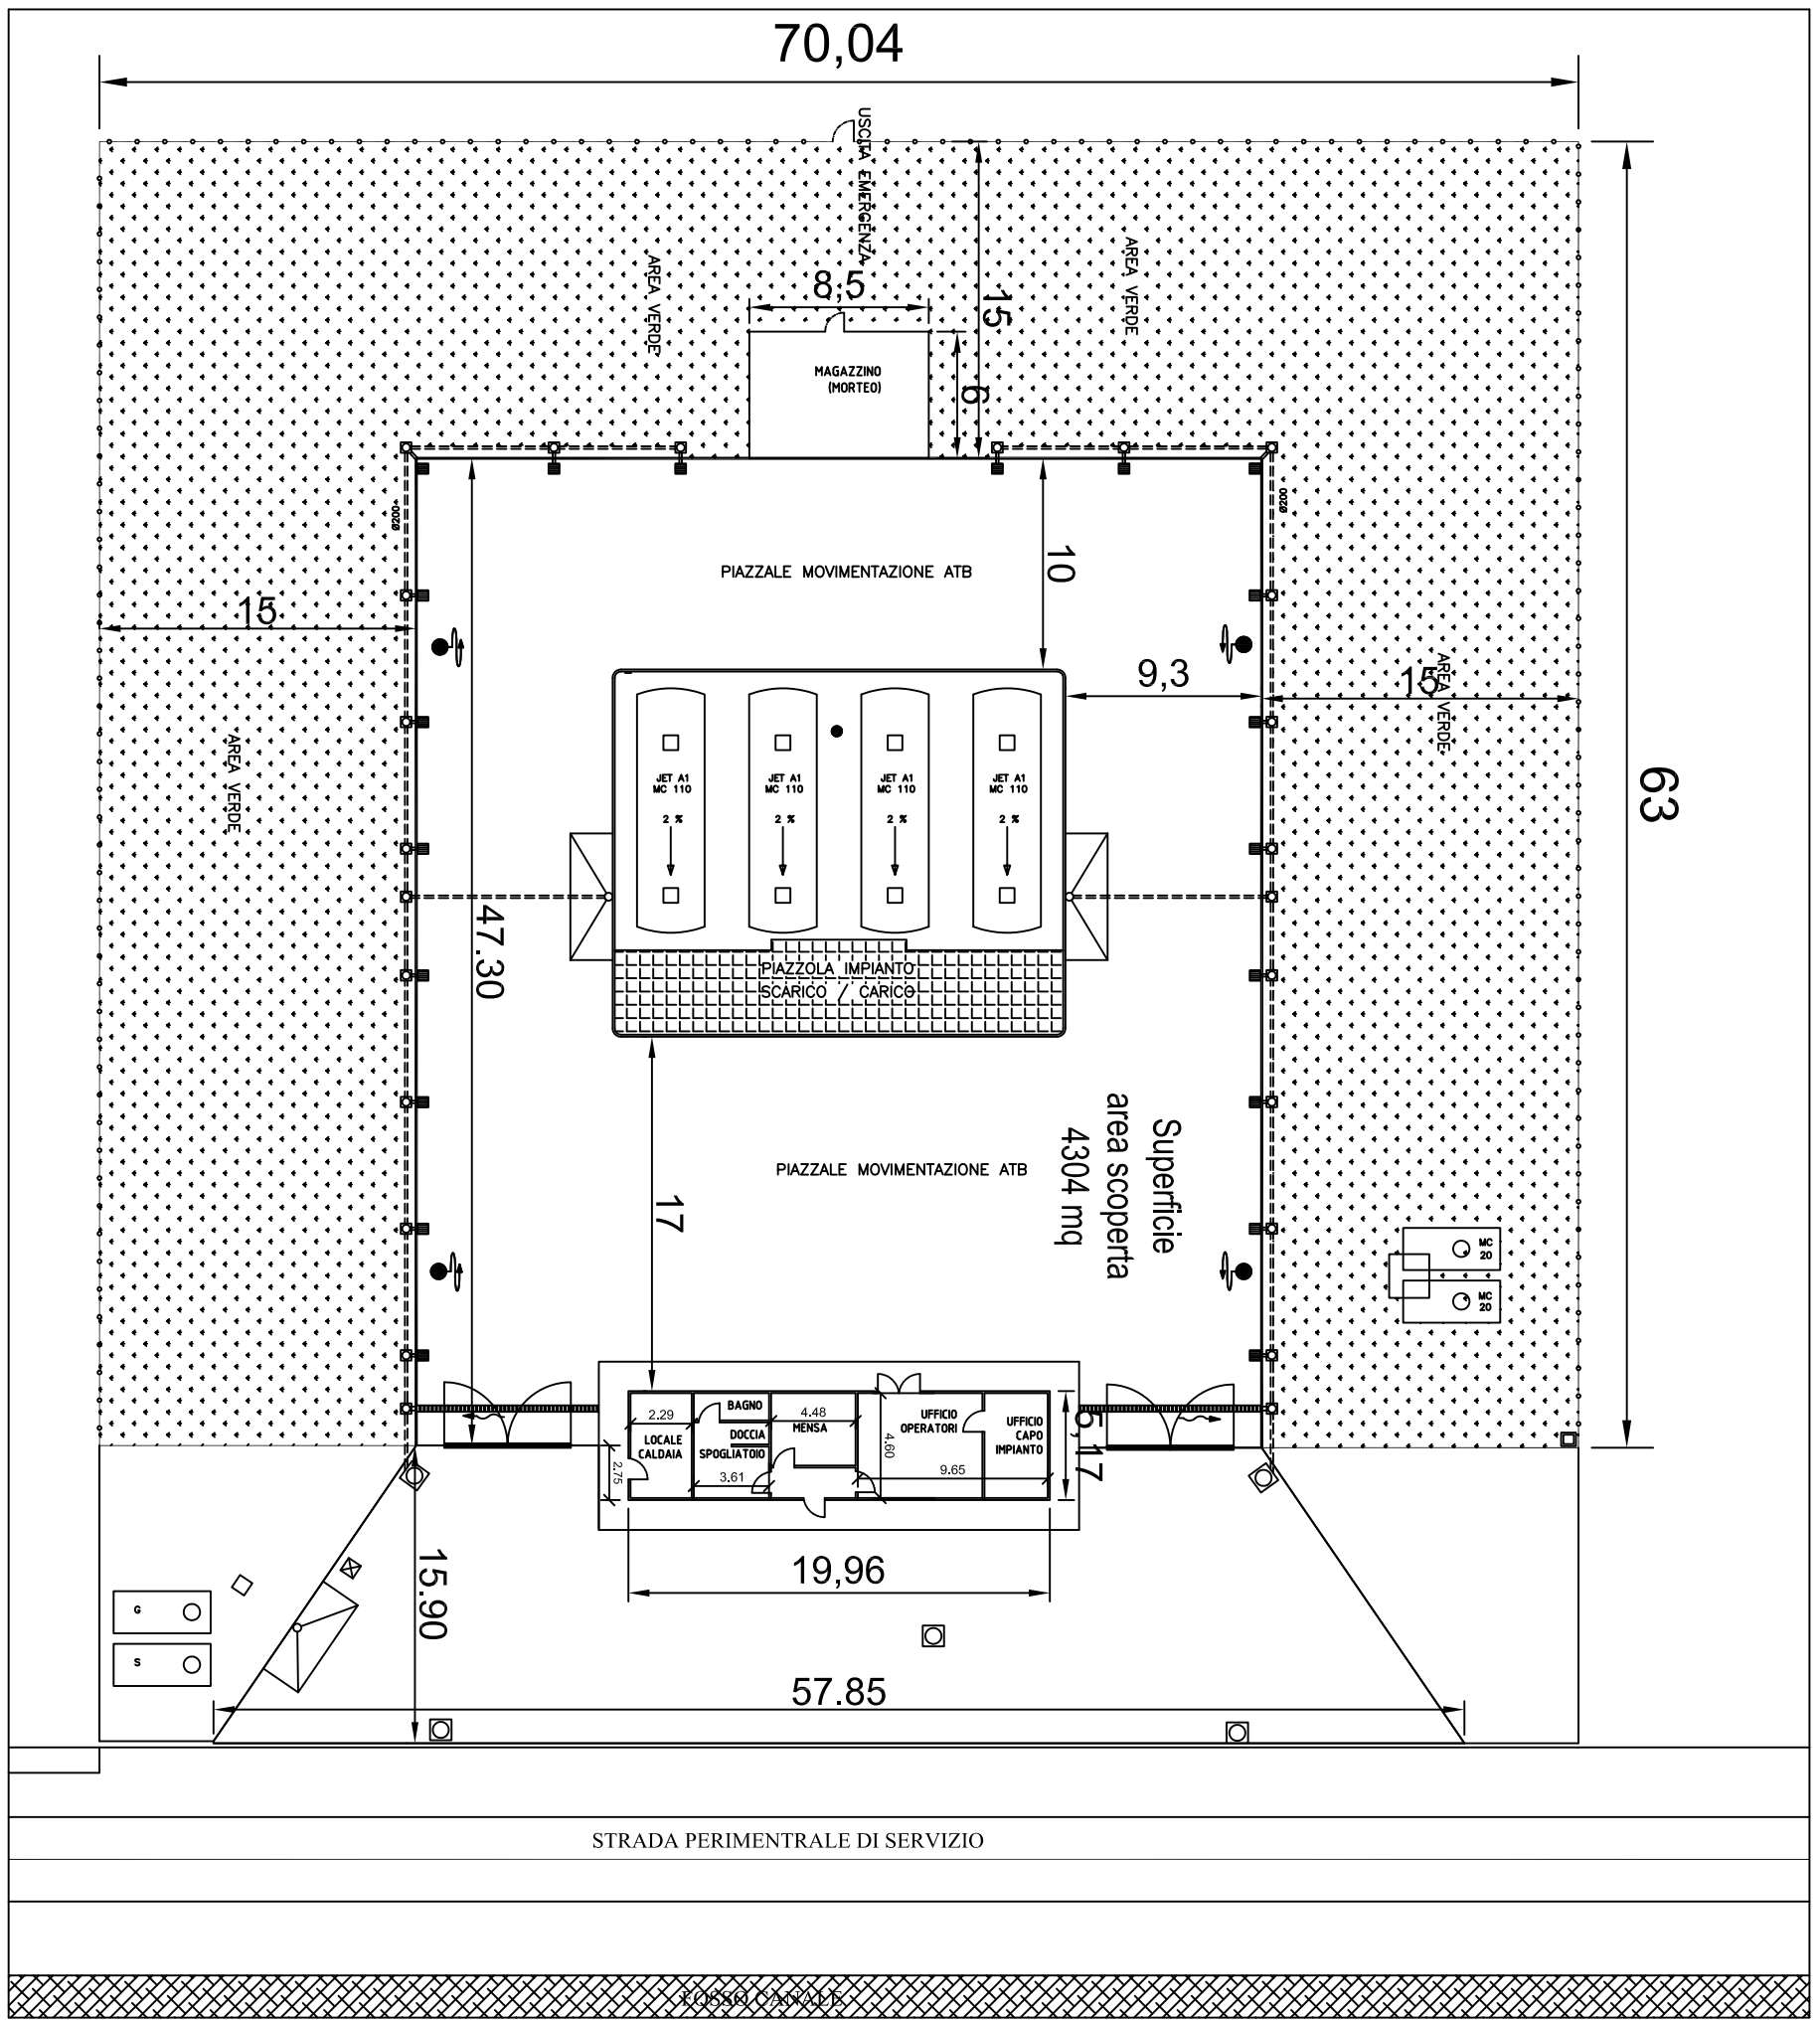 70,04
USCITA EMERGENZA
AREA VERDE
AREA VERDE
8,5
15
MAGAZZINO
(MORTEO)
6
63
Ø200
Ø200
PIAZZALE MOVIMENTAZIONE ATB
10
15
9,3
15
AREA VERDE
AREA VERDE
JET A1
MC 110
2 %
JET A1
MC 110
2 %
JET A1
MC 110
2 %
JET A1
MC 110
2 %
47.30
PIAZZOLA IMPIANTO
SCARICO / CARICO
Superficie
area scoperta
4304 mq
PIAZZALE MOVIMENTAZIONE ATB
17
MC
20
MC
20
2.29
LOCALE
CALDAIA
BAGNO
DOCCIA
SPOGLIATOIO
3.61
4.48
MENSA
4.60
UFFICIO
OPERATORI
UFFICIO
CAPO
IMPIANTO
9.65
5,17
2.75
19,96
15.90
G
S
57.85
STRADA PERIMENTRALE DI SERVIZIO
FOSSO CANALE